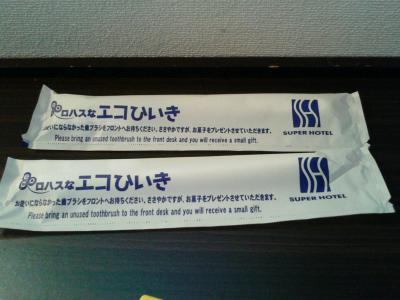 ロハスなエコひいき
お使いにならなかった歯ブラシをフロントへお持ちください。ささやかですが、お菓子をプレゼントさせていただきます。
Please bring an unused toothbrush to the front desk and you will receive a small gift.
SUPER HOTEL
ロハスなエコひいき
お使いにならなかった歯ブラシをフロントへお持ちください。ささやかですが、お菓子をプレゼントさせていただきます。
Please bring an unused toothbrush to the front desk and you will receive a small gift.
SUPER HOTEL